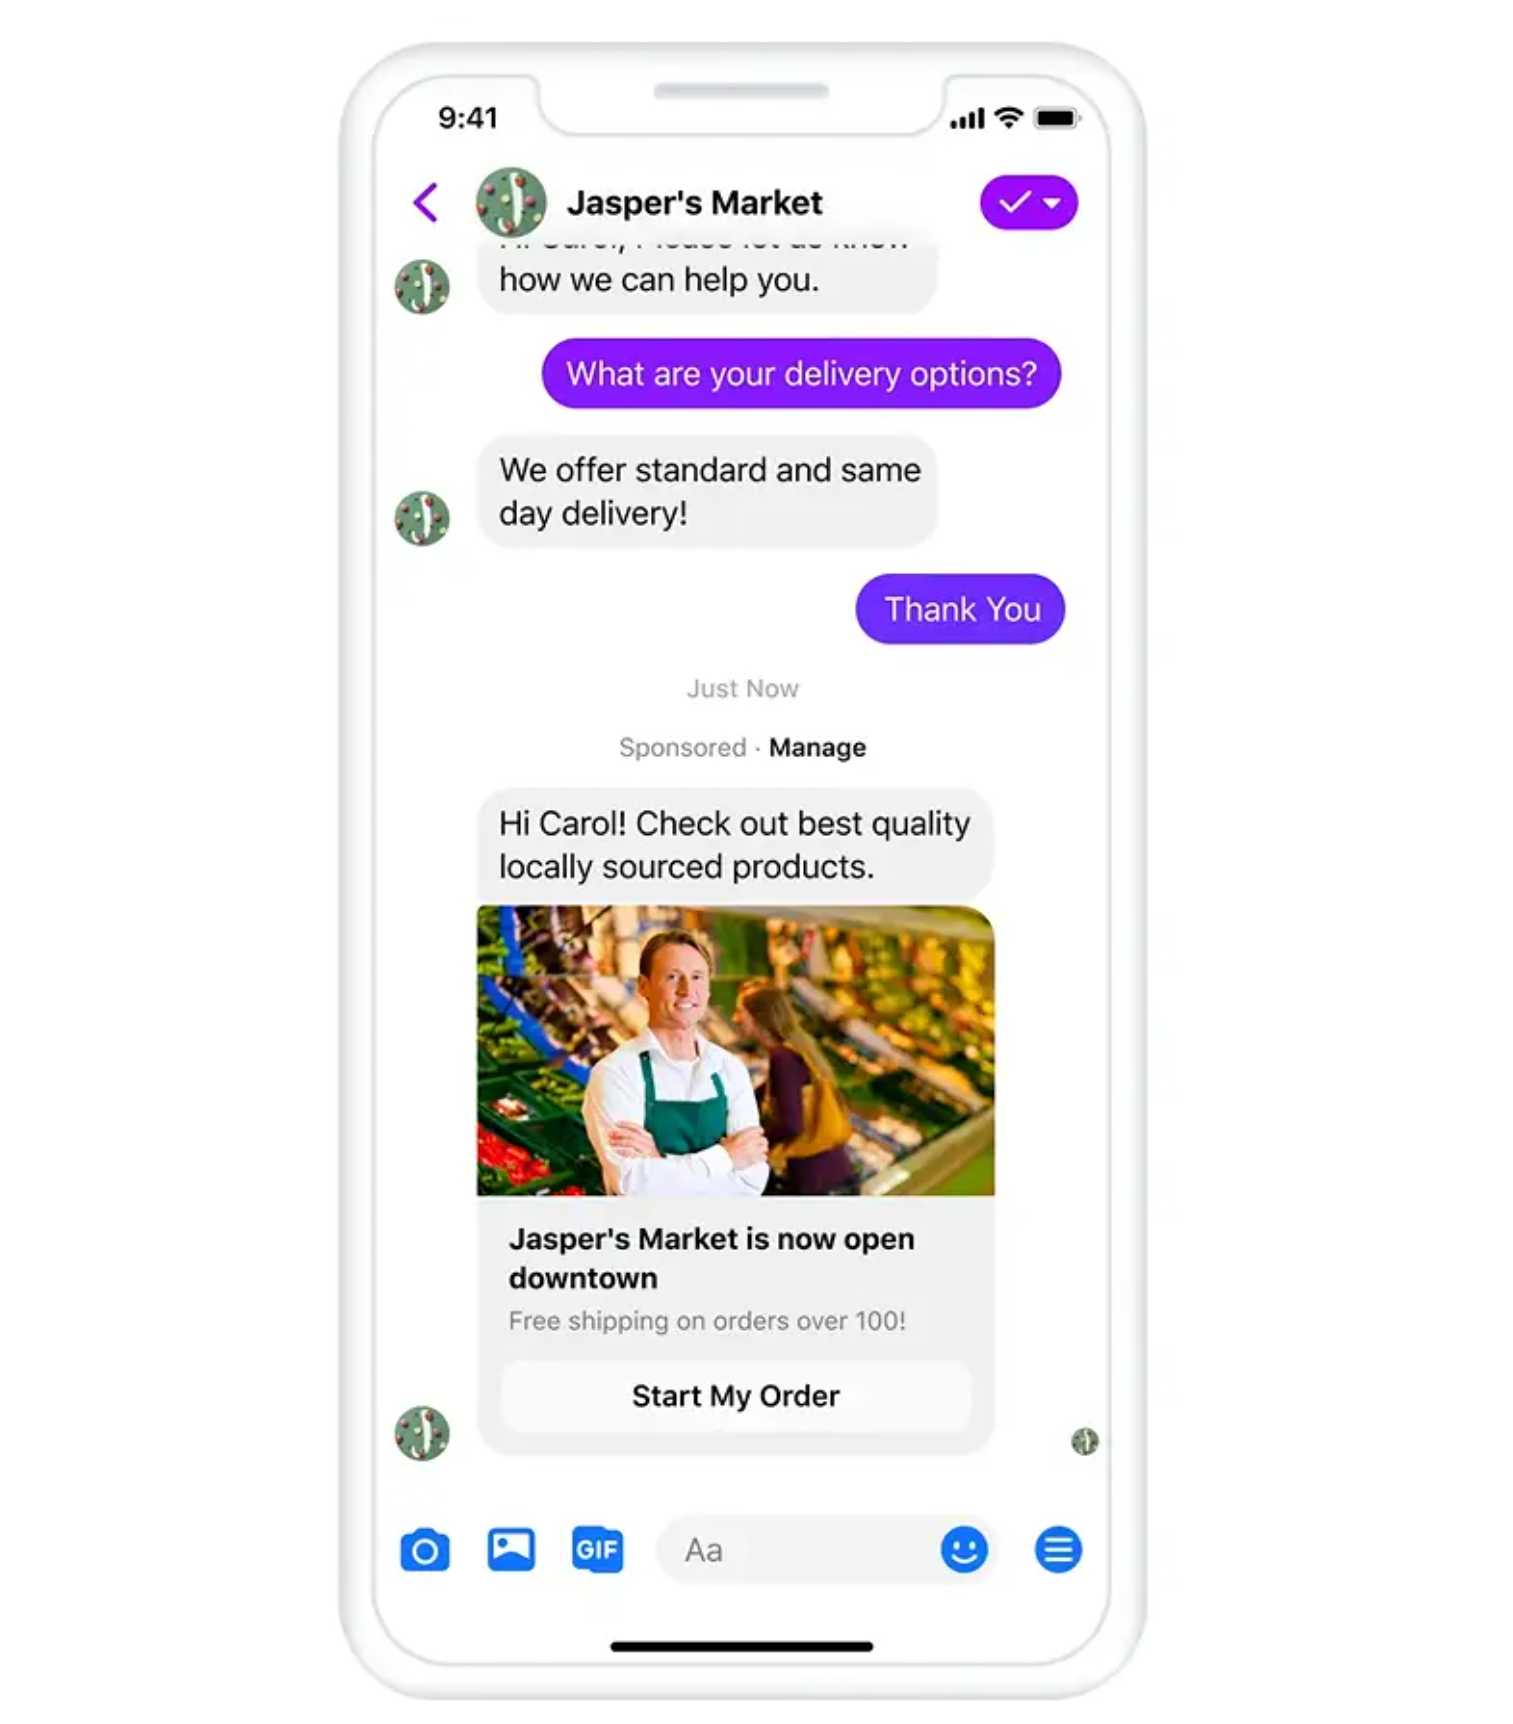 9:41
Jasper's Market
how we can help you.
What are your delivery options?
We offer standard and same
day delivery!
Thank You
Just Now
Sponsored · Manage
Hi Carol! Check out best quality
locally sourced products.
Jasper's Market is now open
downtown
Free shipping on orders over 100!
Start My Order
GIF
Aa